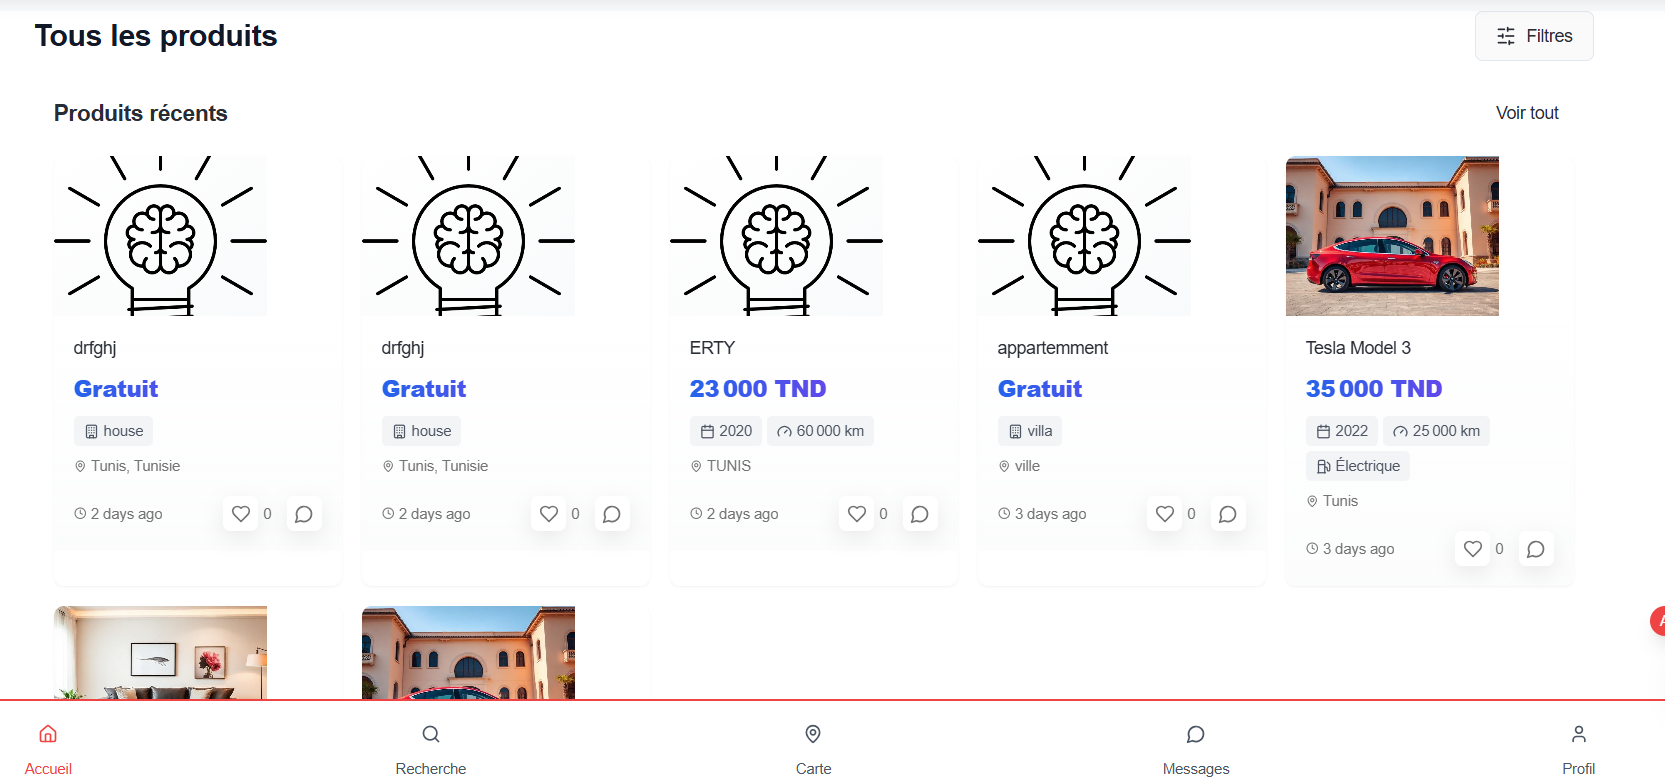 Tous les produits
Filtres
Produits récents
Voir tout
drfghj
Gratuit
house
Tunis, Tunisie
2 days ago
0
drfghj
Gratuit
house
Tunis, Tunisie
2 days ago
0
ERTY
23 000 TND
2020
60 000 km
TUNIS
2 days ago
0
appartemment
Gratuit
villa
ville
3 days ago
0
Tesla Model 3
35 000 TND
2022
25 000 km
Électrique
Tunis
3 days ago
0
Accueil
Recherche
Carte
Messages
Profil